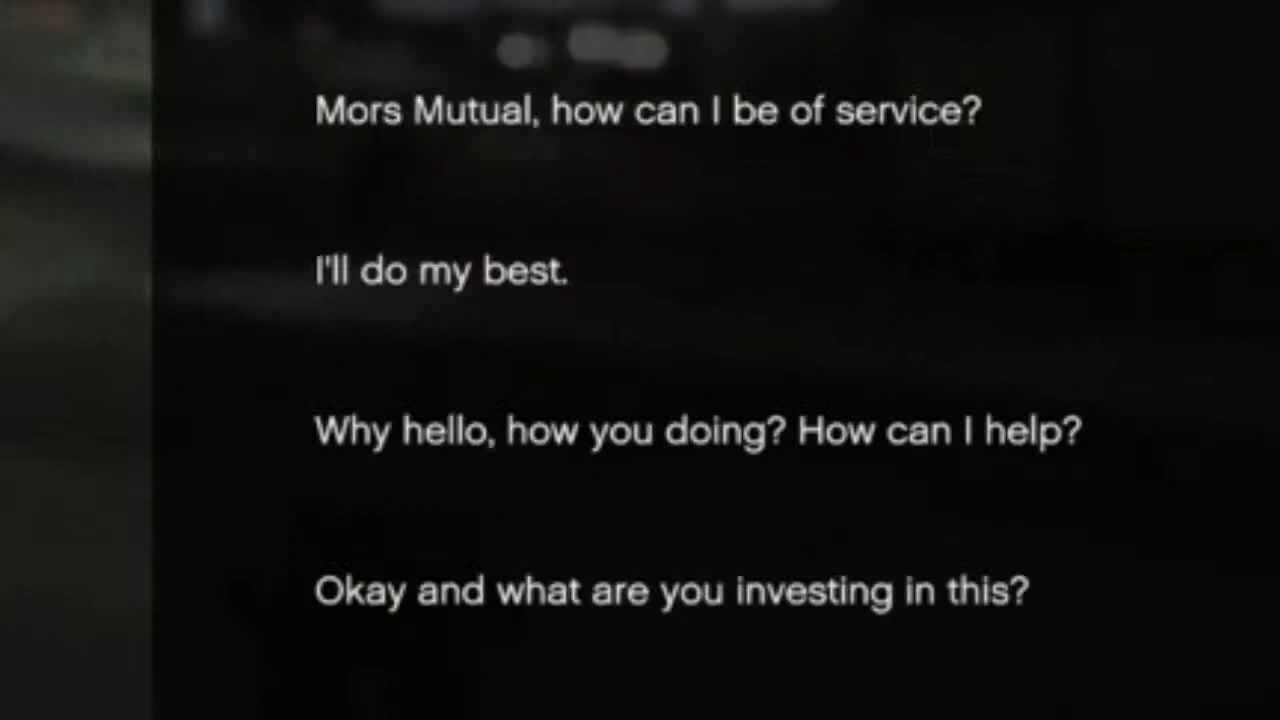 Mors Mutual, how can I be of service?
I'll do my best.
Why hello, how you doing? How can I help?
Okay and what are you investing in this?